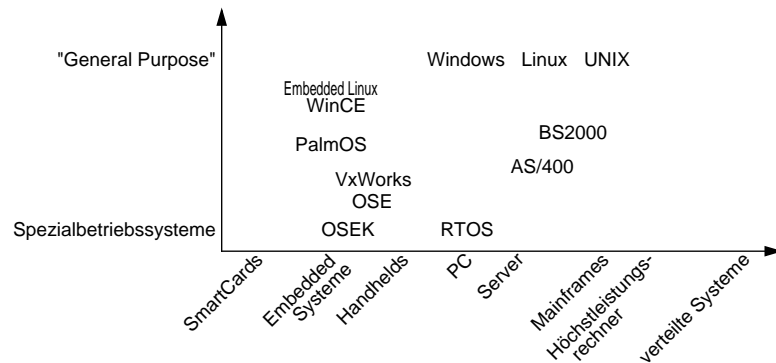 "General Purpose"
Windows Linux UNIX
Embedded Linux
WinCE
BS2000
PalmOS
AS/400
VxWorks
OSE
Spezialbetriebssysteme
OSEK
RTOS
SmartCards
Embedded
Systeme
Handhelds
PC
Server
Mainframes
Höchstleistungs-
rechner
verteilte Systeme